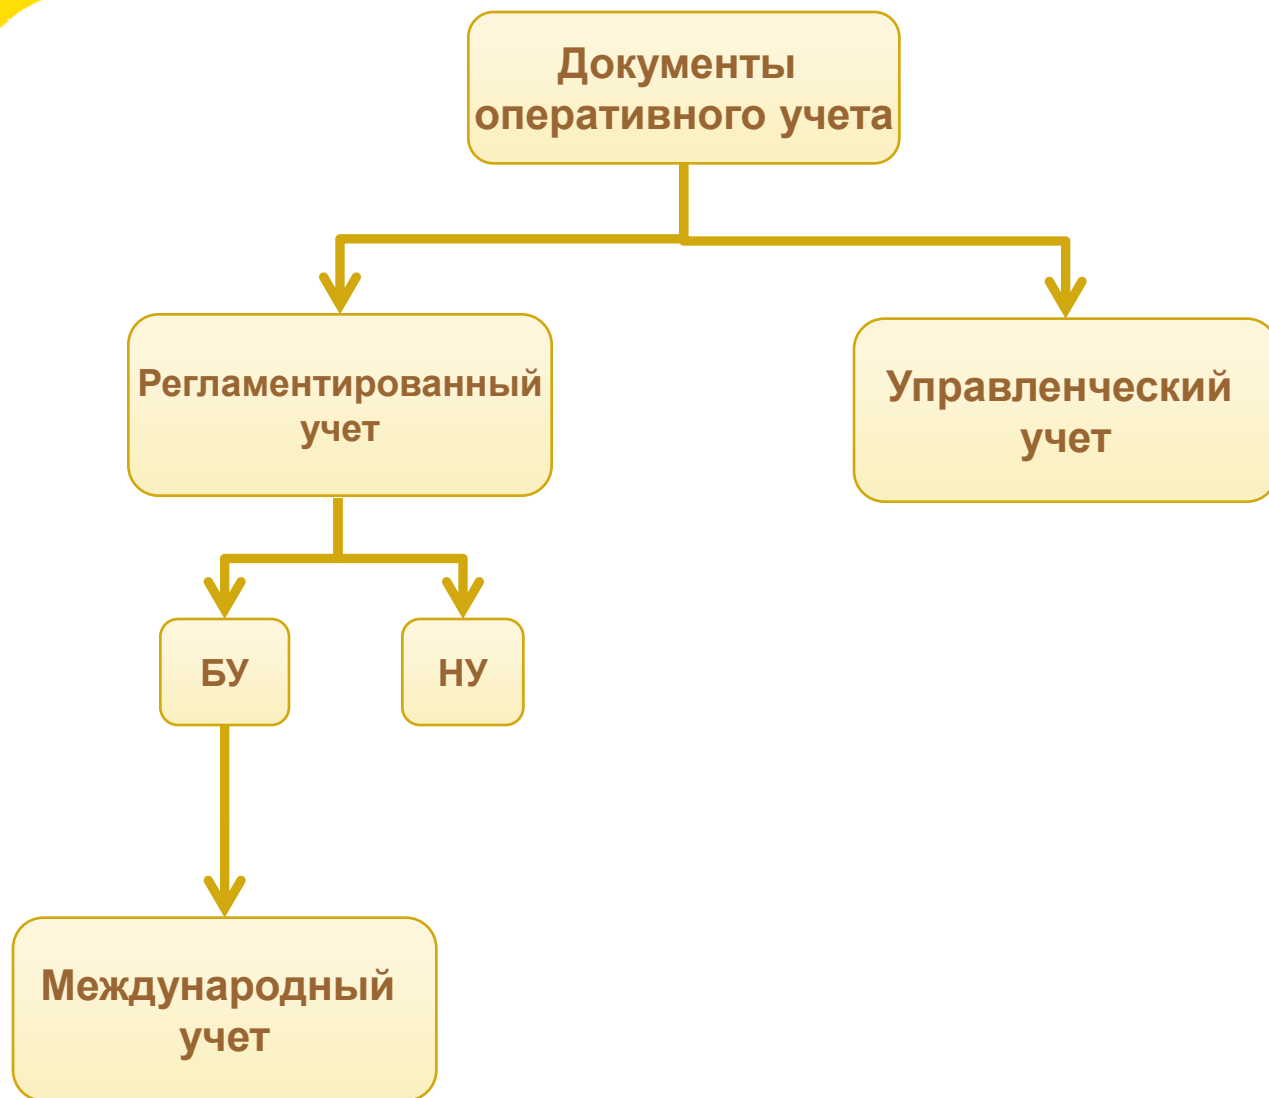 Документы
оперативного учета
Регламентированный
учет
Управленческий
учет
БУ
НУ
Международный
учет